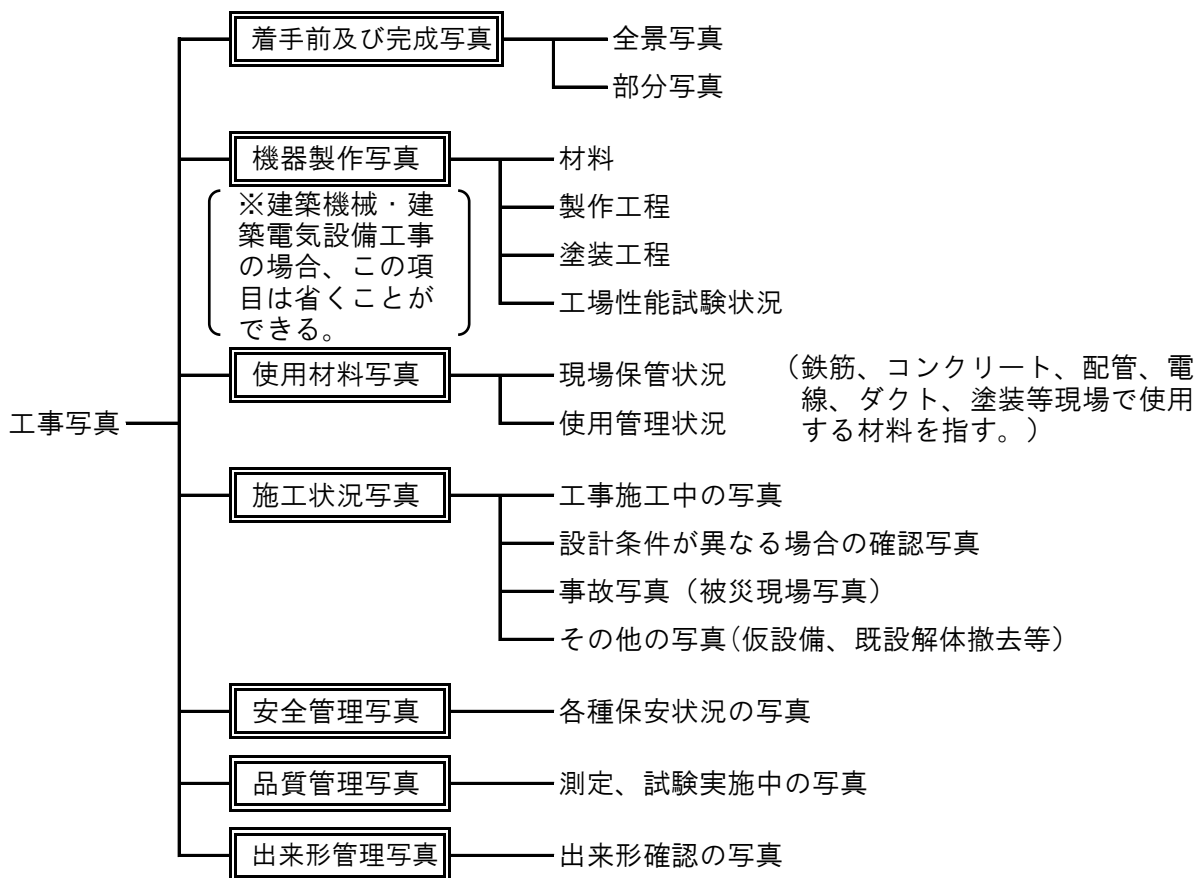 着手前及び完成写真
全景写真
部分写真
機器製作写真
※建築機械・建
築電気設備工事
の場合、この項
目は省くことが
できる。
材料
製作工程
塗装工程
工場性能試験状況
使用材料写真
現場保管状況
使用管理状況
（鉄筋、コンクリート、配管、電
線、ダクト、塗装等現場で使用
する材料を指す。）
工事写真
施工状況写真
工事施工中の写真
設計条件が異なる場合の確認写真
事故写真（被災現場写真）
その他の写真（仮設備、既設解体撤去等）
安全管理写真
各種保安状況の写真
品質管理写真
測定、試験実施中の写真
出来形管理写真
出来形確認の写真